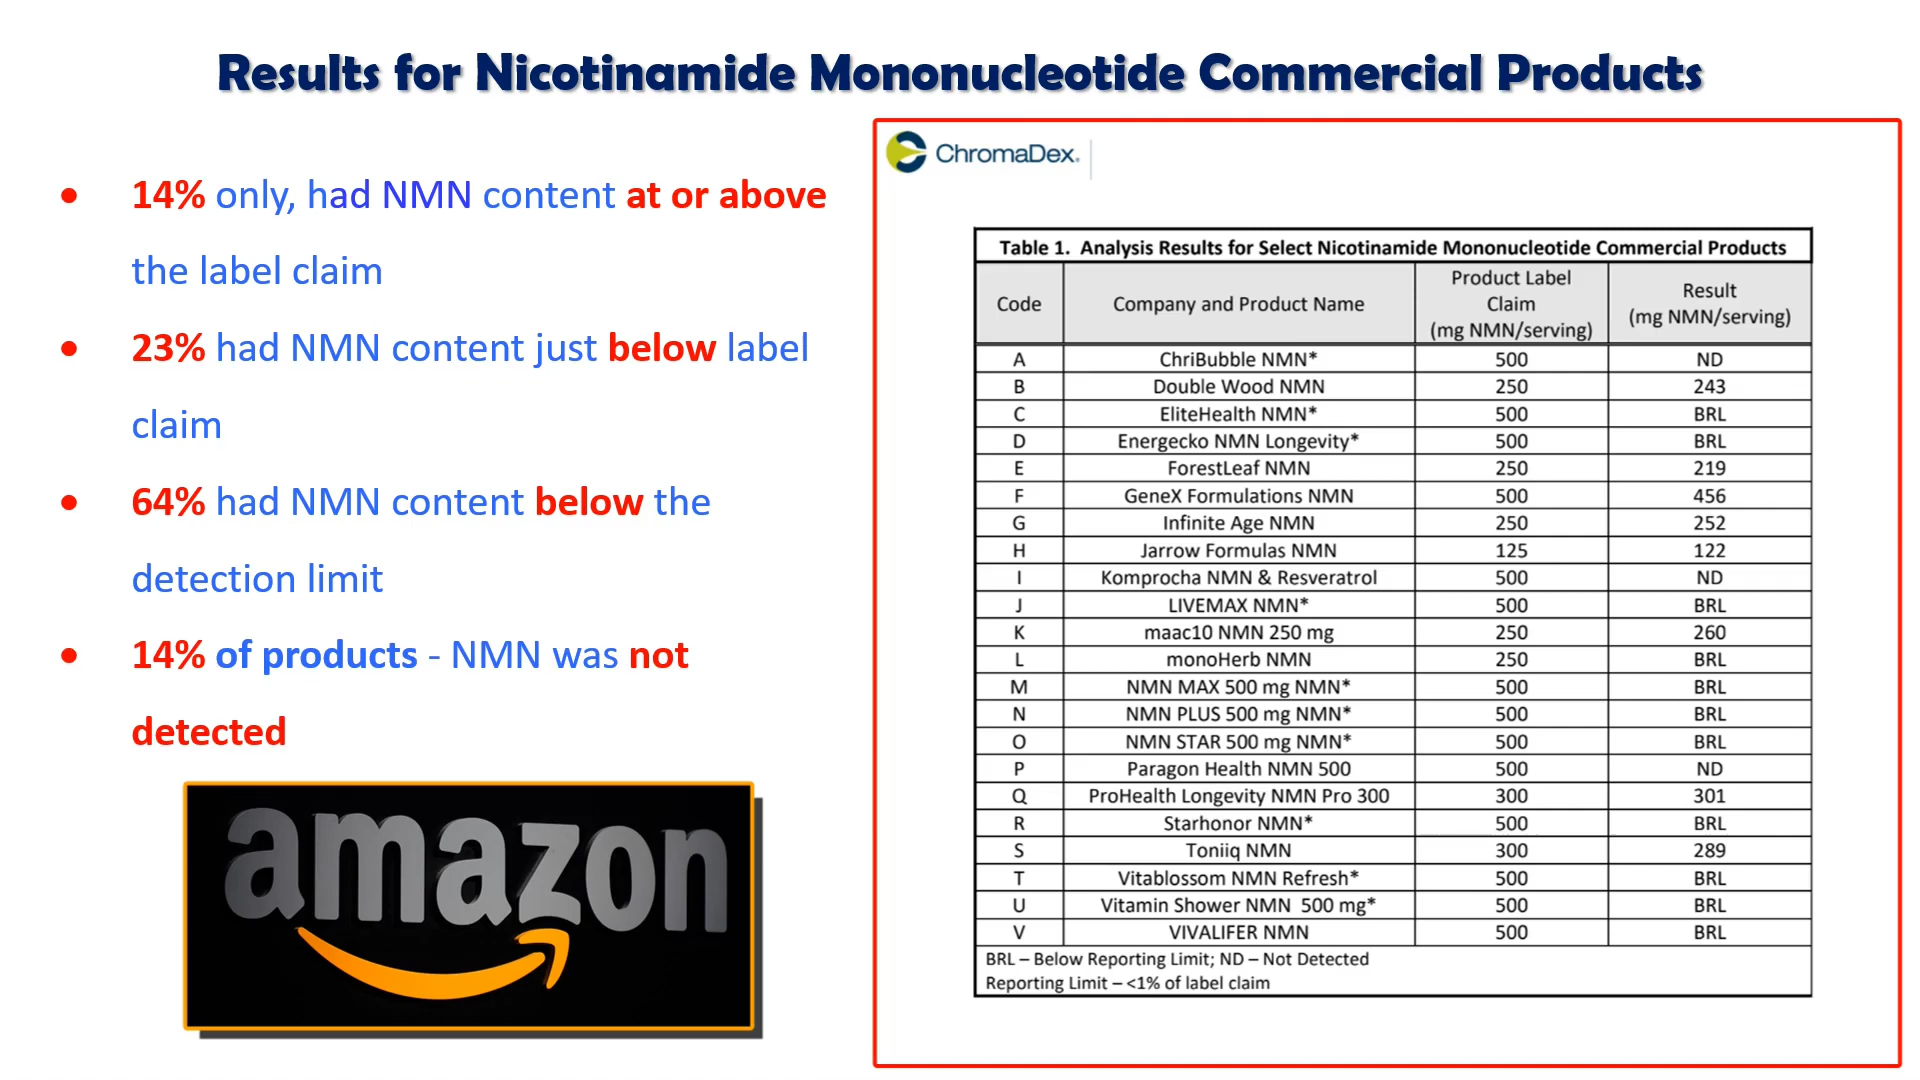 Results for Nicotinamide Mononucleotide Commercial Products
• 14% only, had NMN content at or above
the label claim
• 23% had NMN content just below label
claim
• 64% had NMN content below the
detection limit
• 14% of products - NMN was not
detected
amazon
ChromaDex®
Table 1. Analysis Results for Select Nicotinamide Mononucleotide Commercial Products
Code Company and Product Name Product Label Claim (mg NMN/serving) Result (mg NMN/serving)
A ChriBubble NMN* 500 ND
B Double Wood NMN 250 243
C EliteHealth NMN* 500 BRL
D Energecko NMN Longevity* 500 BRL
E ForestLeaf NMN 250 219
F GeneX Formulations NMN 500 456
G Infinite Age NMN 250 252
H Jarrow Formulas NMN 125 122
I Komprocha NMN & Resveratrol 500 ND
J LIVEMAX NMN* 500 BRL
K maac10 NMN 250 mg 250 260
L monoHerb NMN 250 BRL
M NMN MAX 500 mg NMN* 500 BRL
N NMN PLUS 500 mg NMN* 500 BRL
O NMN STAR 500 mg NMN* 500 BRL
P Paragon Health NMN 500 500 ND
Q ProHealth Longevity NMN Pro 300 300 301
R Starhonor NMN* 500 BRL
S Toniiq NMN 300 289
T Vitablossom NMN Refresh* 500 BRL
U Vitamin Shower NMN 500 mg* 500 BRL
V VIVALIFER NMN 500 BRL
BRL – Below Reporting Limit; ND – Not Detected
Reporting Limit – <1% of label claim